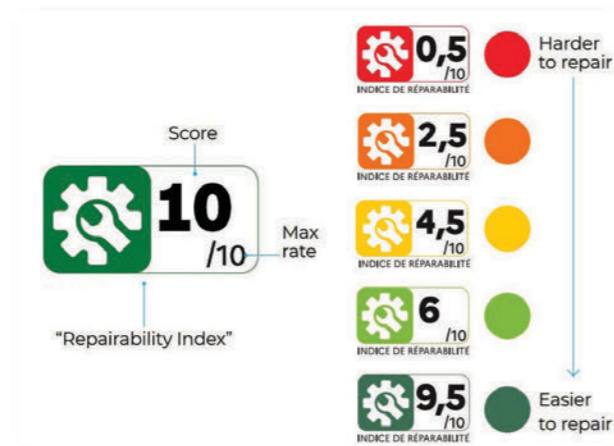 Score
10
/10
Max
rate
“Repairability Index”
0,5
/10
INDICE DE RÉPARABILITÉ
Harder
to repair
2,5
/10
INDICE DE RÉPARABILITÉ
4,5
/10
INDICE DE RÉPARABILITÉ
6
/10
INDICE DE RÉPARABILITÉ
9,5
/10
INDICE DE RÉPARABILITÉ
Easier
to repair